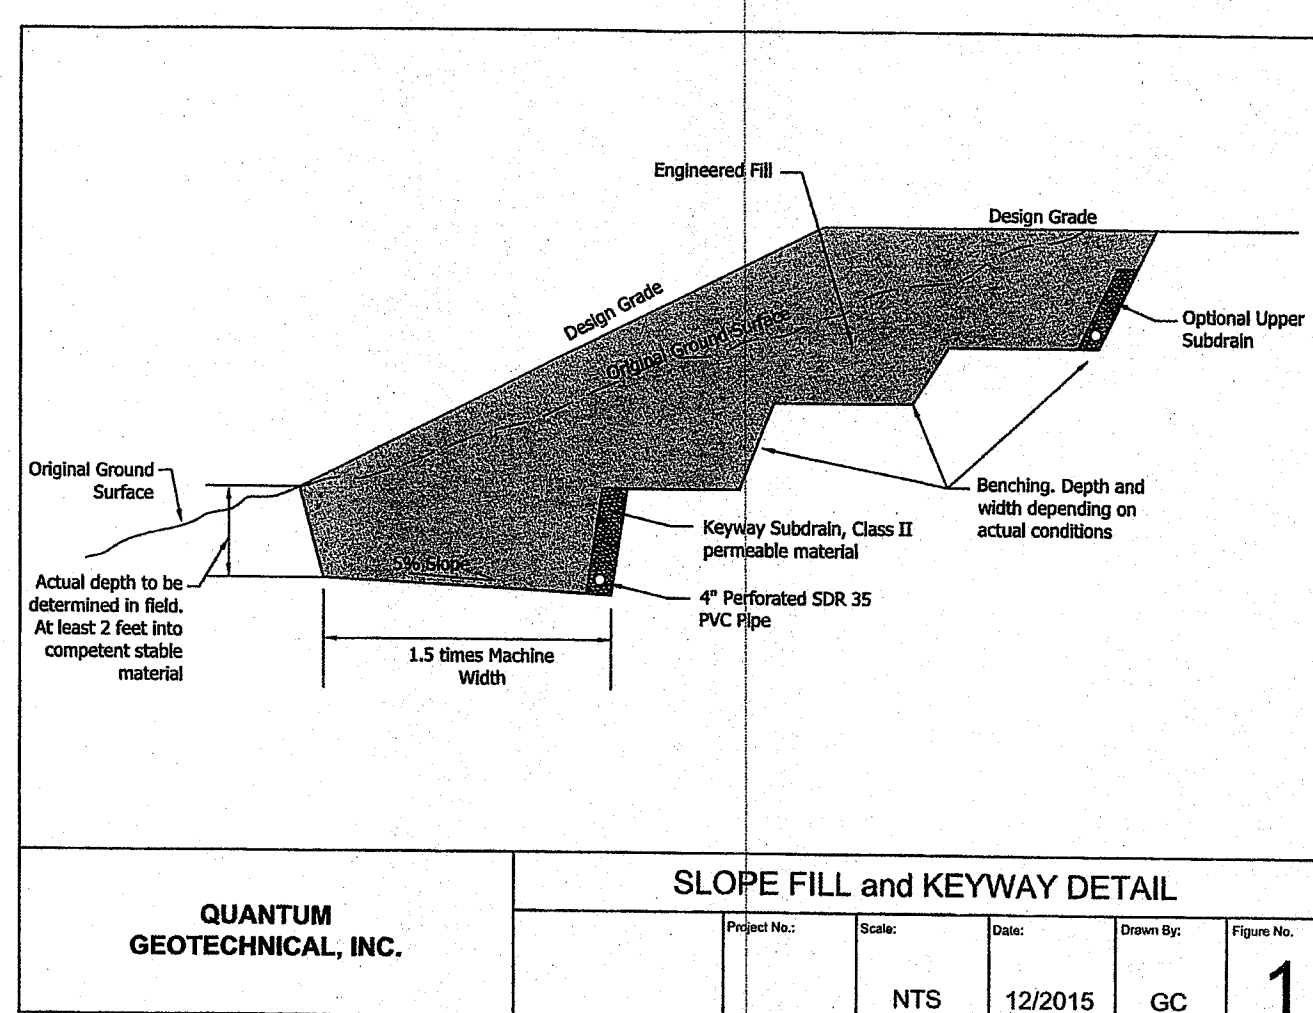 Engineered Fill
Design Grade
Design Grade
Original Ground Surface
Optional Upper
Subdrain
Original Ground
Surface
Benching. Depth and
width depending on
actual conditions
Keyway Subdrain, Class II
permeable material
5% Slope
Actual depth to be
determined in field.
At least 2 feet into
competent stable
material
4" Perforated SDR 35
PVC Pipe
1.5 times Machine
Width
QUANTUM
GEOTECHNICAL, INC.
SLOPE FILL and KEYWAY DETAIL
Project No.:
Scale:
NTS
Date:
12/2015
Drawn By:
GC
Figure No.
1